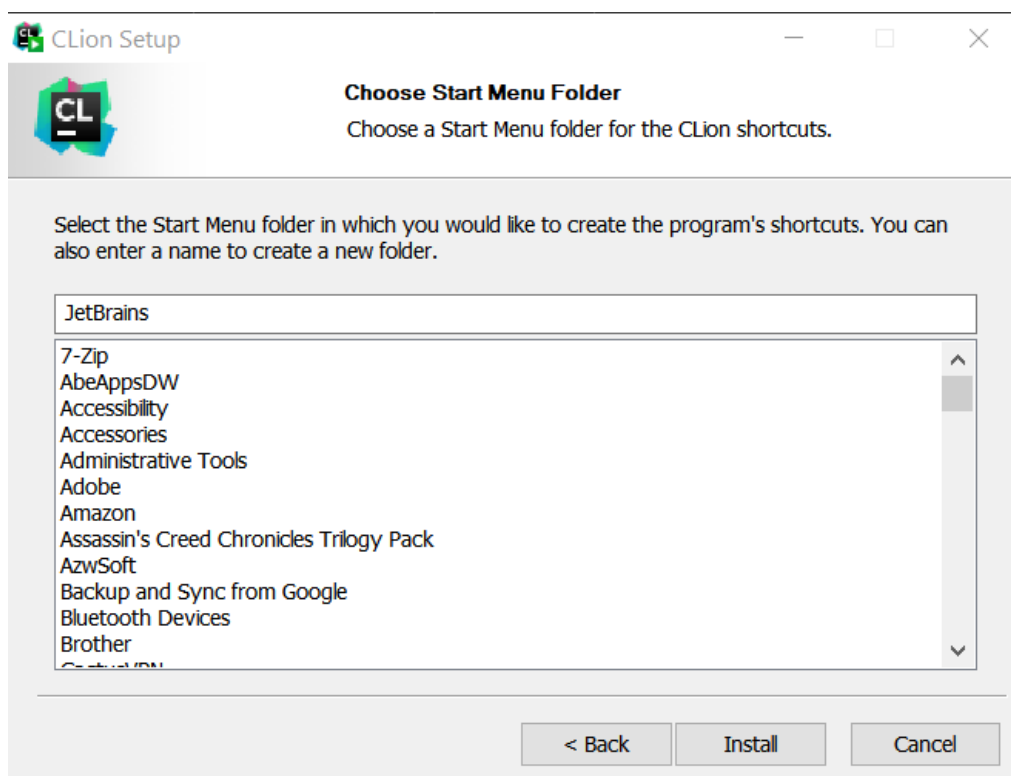 CLion Setup
CL
Choose Start Menu Folder
Choose a Start Menu folder for the CLion shortcuts.
Select the Start Menu folder in which you would like to create the program's shortcuts. You can
also enter a name to create a new folder.
JetBrains
7-Zip
AbeAppsDW
Accessibility
Accessories
Administrative Tools
Adobe
Amazon
Assassin's Creed Chronicles Trilogy Pack
AzwSoft
Backup and Sync from Google
Bluetooth Devices
Brother
< Back
Install
Cancel